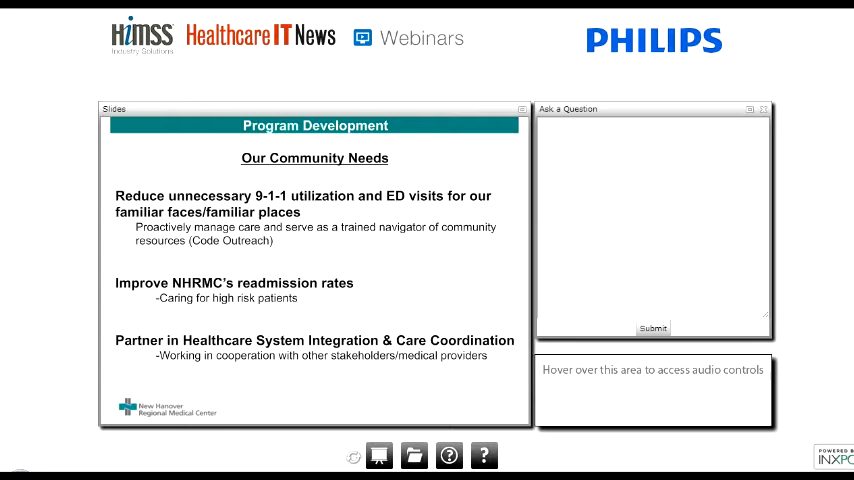 HIMSS
Industry Solutions
Healthcare IT News
Webinars
PHILIPS
Slides
Program Development
Our Community Needs
Reduce unnecessary 9-1-1 utilization and ED visits for our
familiar faces/familiar places
Proactively manage care and serve as a trained navigator of community
resources (Code Outreach)
Improve NHRMC's readmission rates
-Caring for high risk patients
Partner in Healthcare System Integration & Care Coordination
-Working in cooperation with other stakeholders/medical providers
New Hanover
Regional Medical Center
Ask a Question
Submit
Hover over this area to access audio controls
?
?
POWERED B
INXPO